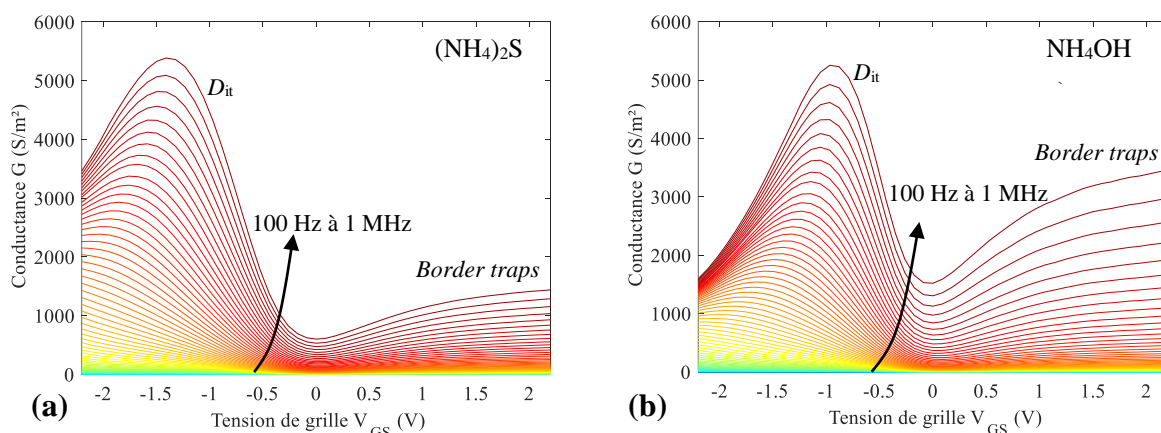 6000
5000
4000
3000
2000
1000
0
Conductance G (S/m²)
(NH₄)₂S
Dit
100 Hz à 1 MHz
Border traps
-2 -1.5 -1 -0.5 0 0.5 1 1.5 2
Tension de grille V GS (V)
(a)
6000
5000
4000
3000
2000
1000
0
Conductance G (S/m²)
NH₄OH
Dit
Border traps
100 Hz à 1 MHz
-2 -1.5 -1 -0.5 0 0.5 1 1.5 2
Tension de grille V GS (V)
(b)